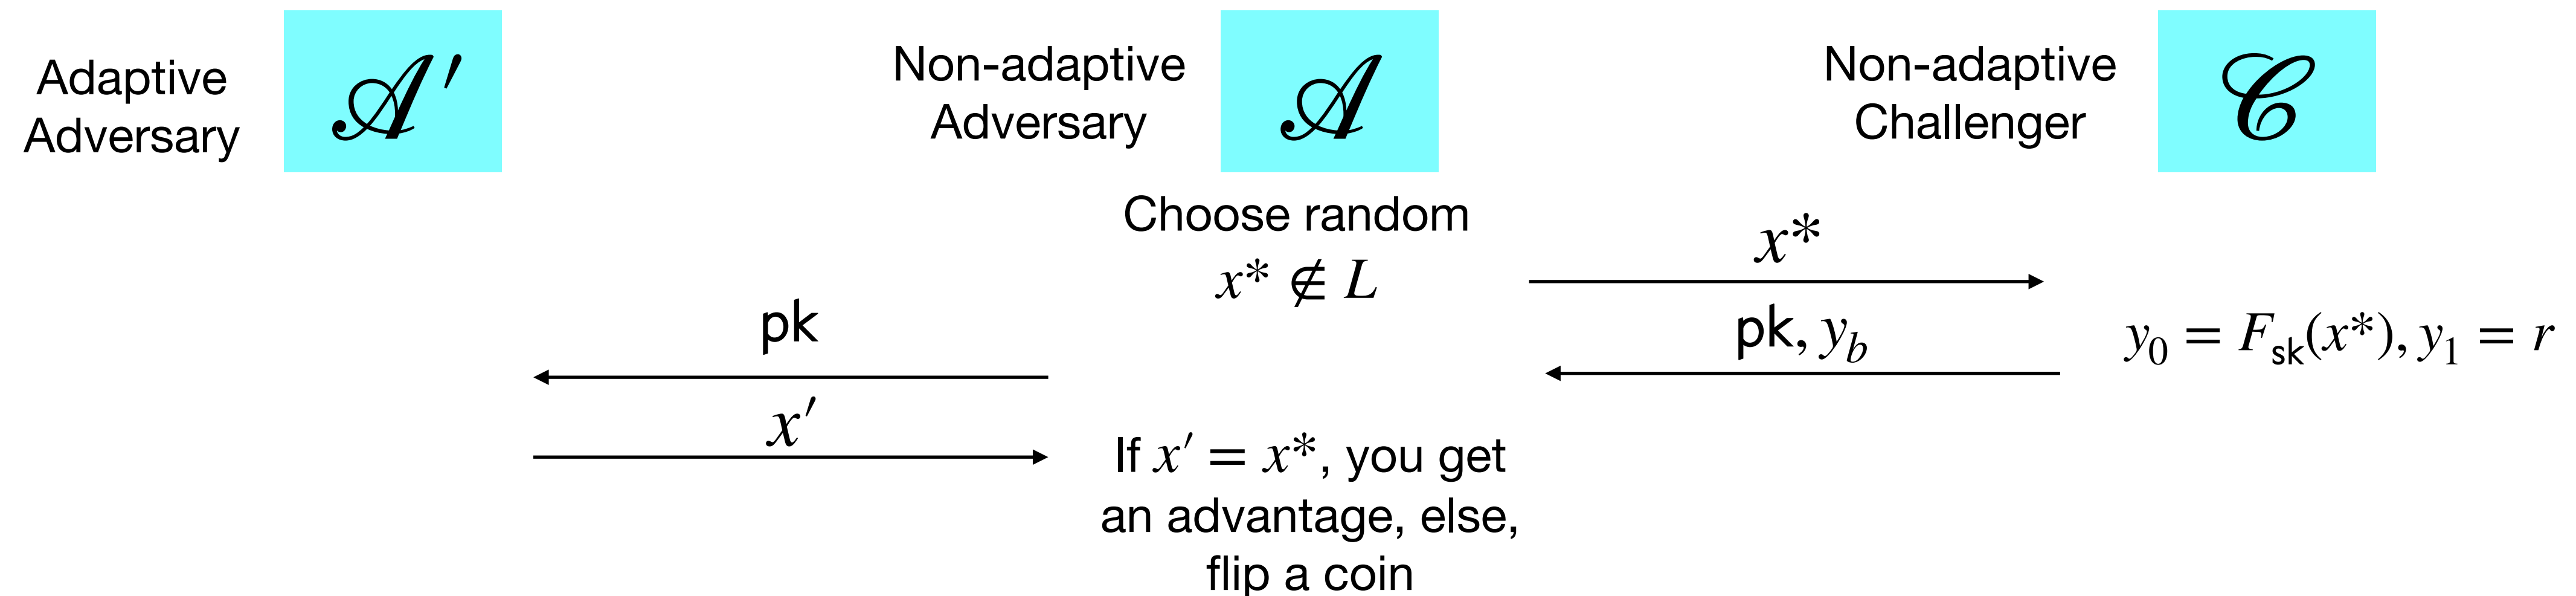 Adaptive
Adversary
𝒜′
Non-adaptive
Adversary
𝒜
Non-adaptive
Challenger
𝒞
Choose random
x* ∉ L
x*
pk
pk, y_b
y_0 = F_sk(x*), y_1 = r
x′
If x′ = x*, you get
an advantage, else,
flip a coin